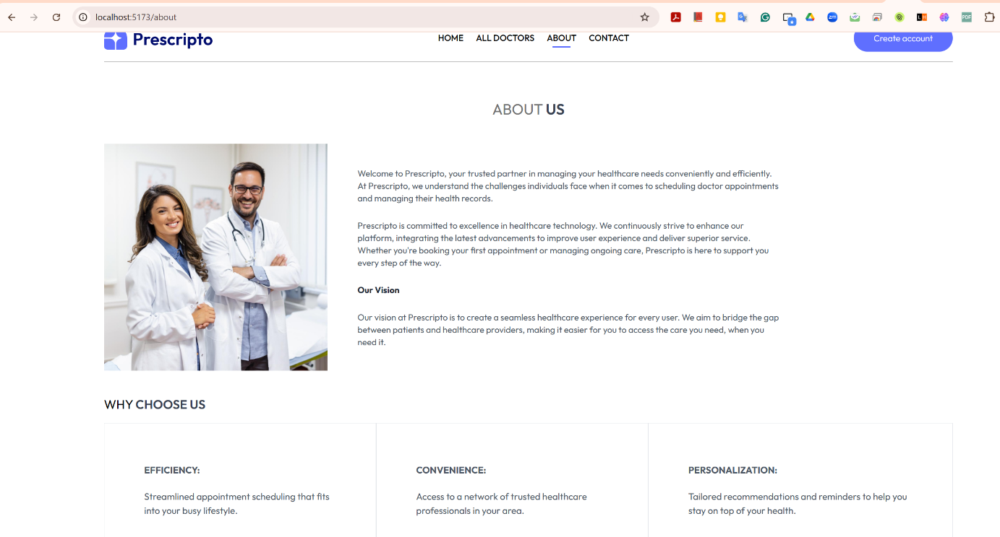 localhost:5173/about
Prescripto
HOME ALL DOCTORS ABOUT CONTACT
Create account
ABOUT US
Welcome to Prescripto, your trusted partner in managing your healthcare needs conveniently and efficiently.
At Prescripto, we understand the challenges individuals face when it comes to scheduling doctor appointments
and managing their health records.
Prescripto is committed to excellence in healthcare technology. We continuously strive to enhance our
platform, integrating the latest advancements to improve user experience and deliver superior service.
Whether you're booking your first appointment or managing ongoing care, Prescripto is here to support you
every step of the way.
Our Vision
Our vision at Prescripto is to create a seamless healthcare experience for every user. We aim to bridge the gap
between patients and healthcare providers, making it easier for you to access the care you need, when you
need it.
WHY CHOOSE US
EFFICIENCY:
Streamlined appointment scheduling that fits
into your busy lifestyle.
CONVENIENCE:
Access to a network of trusted healthcare
professionals in your area.
PERSONALIZATION:
Tailored recommendations and reminders to help you
stay on top of your health.